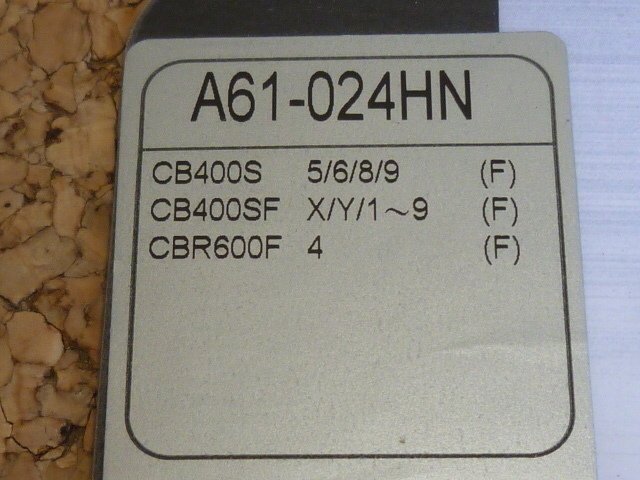 A61-024HN
CB400S 5/6/8/9 (F)
CB400SF X/Y/1～9 (F)
CBR600F 4 (F)